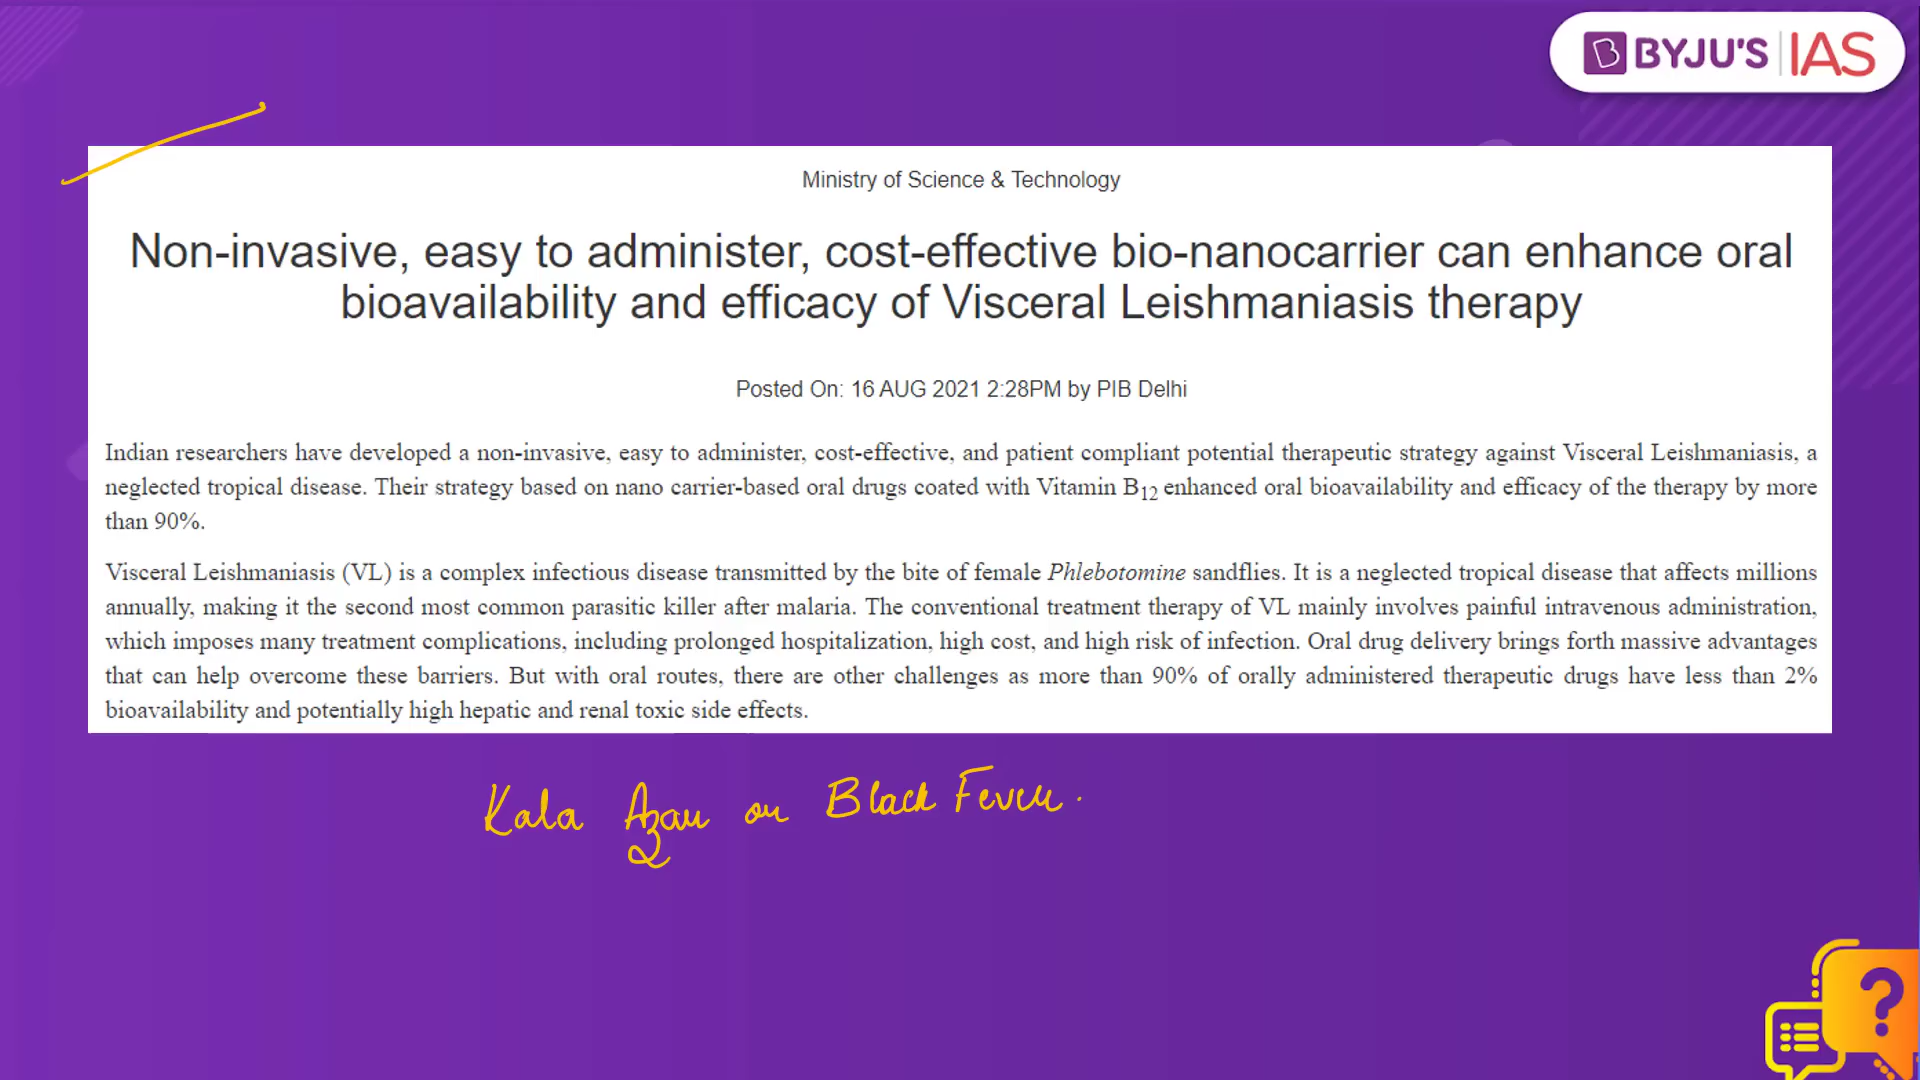 BYJU'S IAS
Ministry of Science & Technology
Non-invasive, easy to administer, cost-effective bio-nanocarrier can enhance oral
bioavailability and efficacy of Visceral Leishmaniasis therapy
Posted On: 16 AUG 2021 2:28PM by PIB Delhi
Indian researchers have developed a non-invasive, easy to administer, cost-effective, and patient compliant potential therapeutic strategy against Visceral Leishmaniasis, a
neglected tropical disease. Their strategy based on nano carrier-based oral drugs coated with Vitamin B12 enhanced oral bioavailability and efficacy of the therapy by more
than 90%.
Visceral Leishmaniasis (VL) is a complex infectious disease transmitted by the bite of female Phlebotomine sandflies. It is a neglected tropical disease that affects millions
annually, making it the second most common parasitic killer after malaria. The conventional treatment therapy of VL mainly involves painful intravenous administration,
which imposes many treatment complications, including prolonged hospitalization, high cost, and high risk of infection. Oral drug delivery brings forth massive advantages
that can help overcome these barriers. But with oral routes, there are other challenges as more than 90% of orally administered therapeutic drugs have less than 2%
bioavailability and potentially high hepatic and renal toxic side effects.
Kala Azar or Black Fever.
?